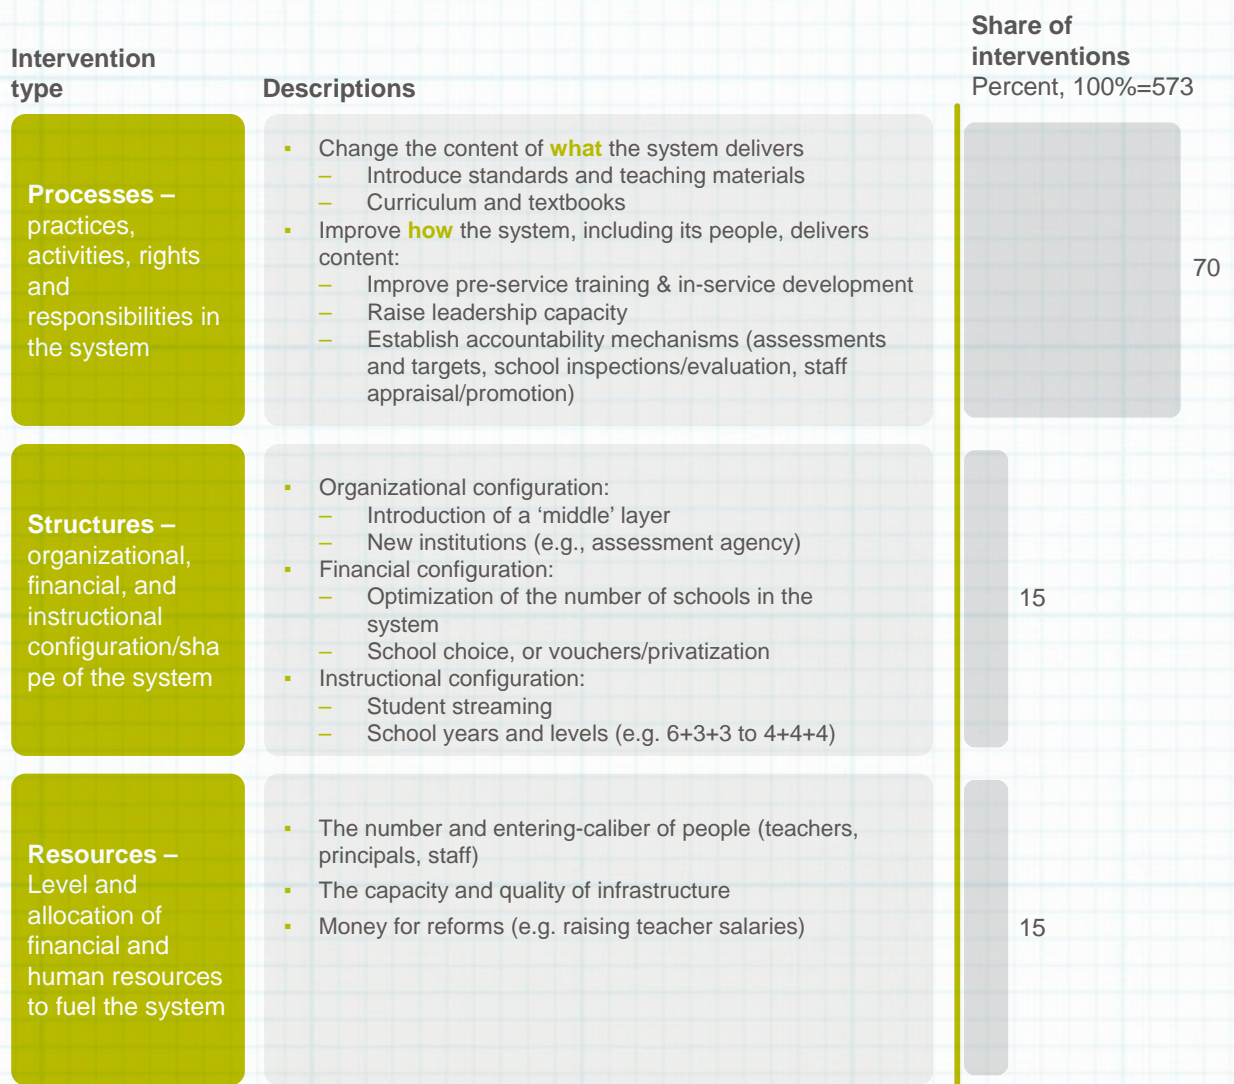 Intervention
type
Descriptions
Share of
interventions
Percent, 100%=573
Processes –
practices,
activities, rights
and
responsibilities in
the system
▪ Change the content of what the system delivers
– Introduce standards and teaching materials
– Curriculum and textbooks
▪ Improve how the system, including its people, delivers
content:
– Improve pre-service training & in-service development
– Raise leadership capacity
– Establish accountability mechanisms (assessments
and targets, school inspections/evaluation, staff
appraisal/promotion)
70
Structures –
organizational,
financial, and
instructional
configuration/sha
pe of the system
▪ Organizational configuration:
– Introduction of a ‘middle’ layer
– New institutions (e.g., assessment agency)
▪ Financial configuration:
– Optimization of the number of schools in the
system
– School choice, or vouchers/privatization
▪ Instructional configuration:
– Student streaming
– School years and levels (e.g. 6+3+3 to 4+4+4)
15
Resources –
Level and
allocation of
financial and
human resources
to fuel the system
▪ The number and entering-caliber of people (teachers,
principals, staff)
▪ The capacity and quality of infrastructure
▪ Money for reforms (e.g. raising teacher salaries)
15